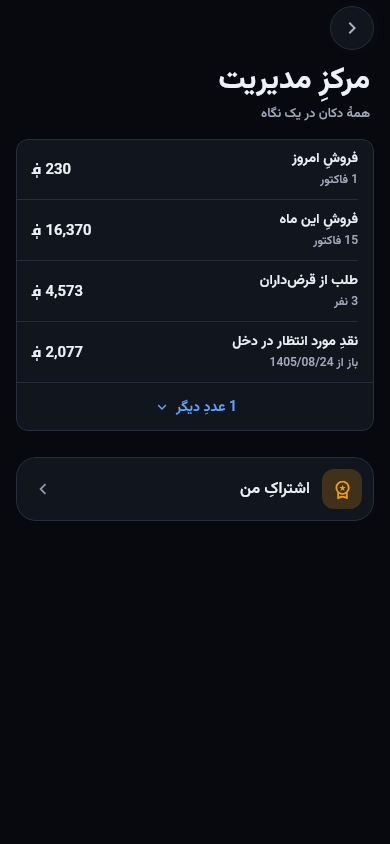 مرکزِ مدیریت
همهٔ دکان در یک نگاه
فروشِ امروز
230 ؋
1 فاکتور
فروشِ این ماه
16,370 ؋
15 فاکتور
طلب از قرض‌داران
4,573 ؋
3 نفر
نقدِ مورد انتظار در دخل
2,077 ؋
باز از 1405/08/24
1 عددِ دیگر
اشتراکِ من